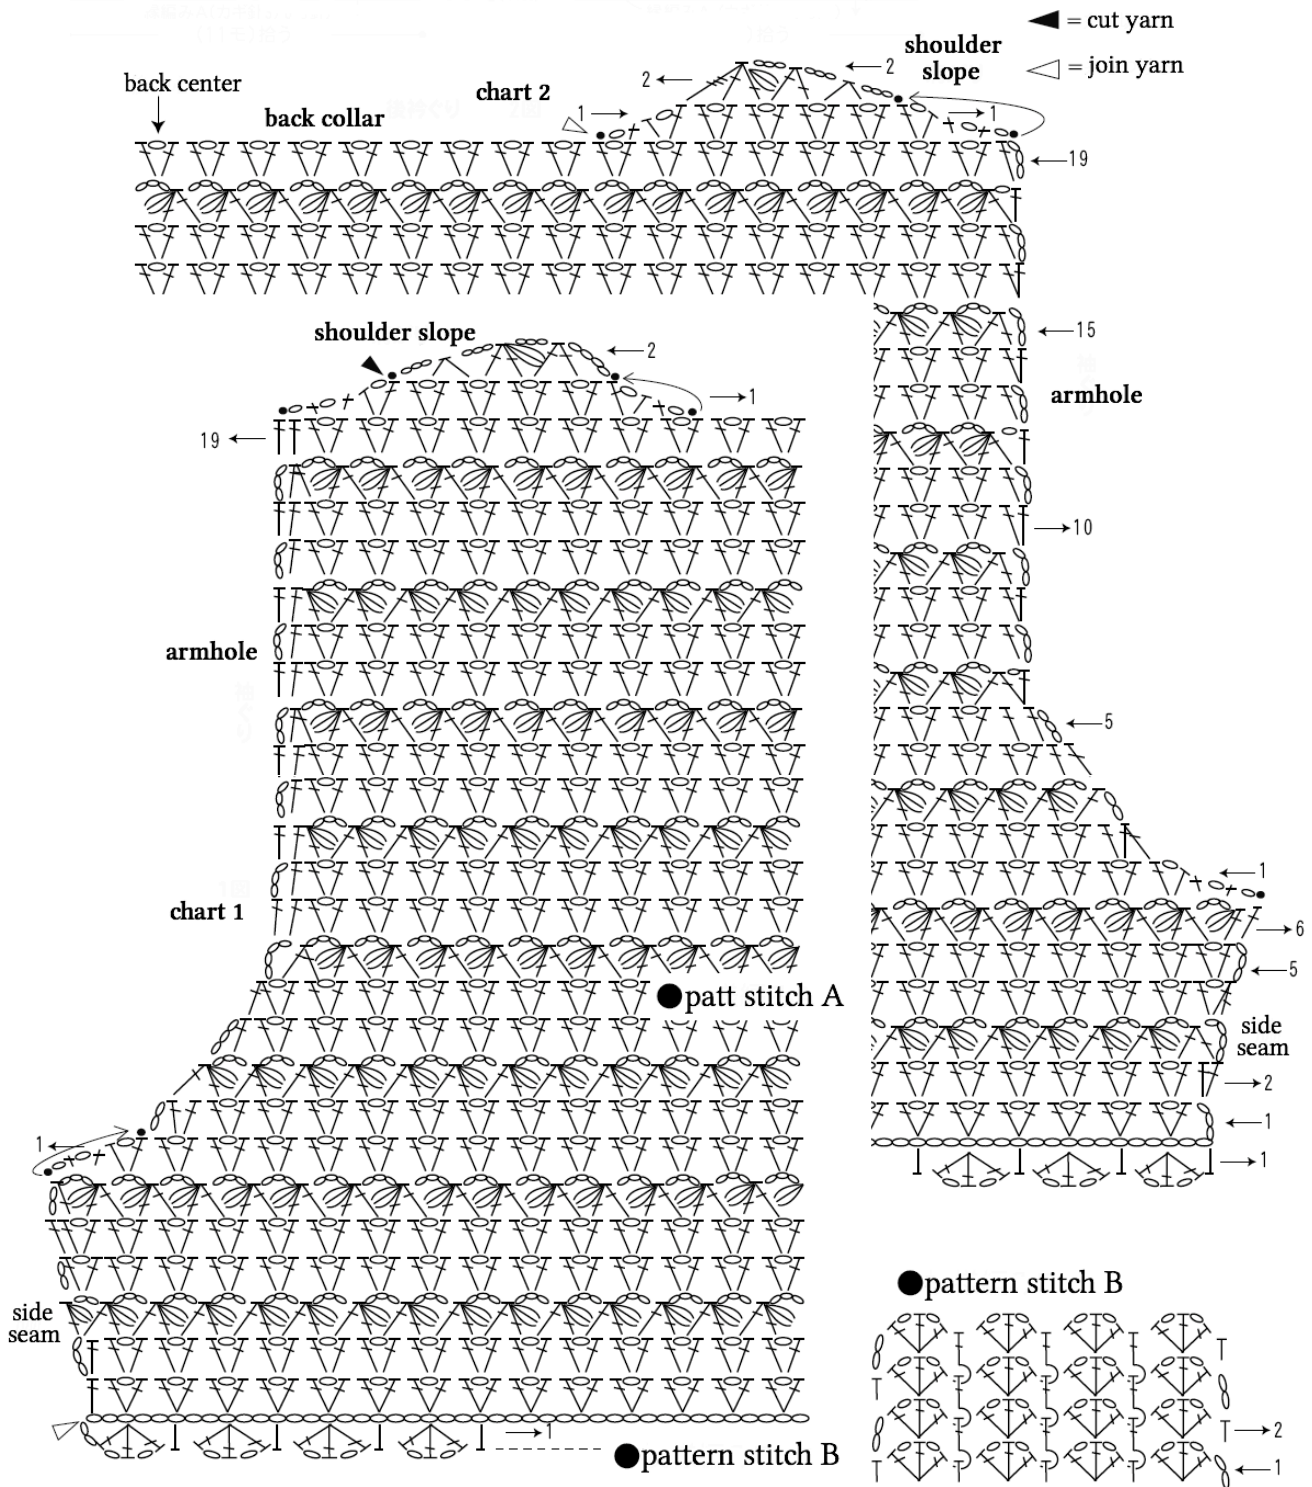 = cut yarn
shoulder
slope
= join yarn
2
2
back center
chart 2
back collar
1
1
19
15
shoulder slope
2
armhole
1
19
10
armhole
5
1
chart 1
6
5
patt stitch A
side
seam
2
1
1
1
pattern stitch B
side
seam
2
1
pattern stitch B
1